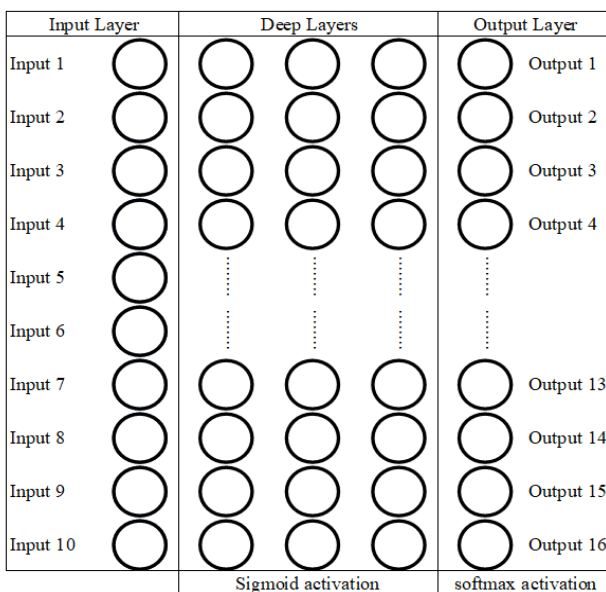 Input Layer Deep Layers Output Layer
Input 1 Output 1
Input 2 Output 2
Input 3 Output 3
Input 4 Output 4
Input 5
Input 6
Input 7 Output 13
Input 8 Output 14
Input 9 Output 15
Input 10 Output 16
Sigmoid activation softmax activation